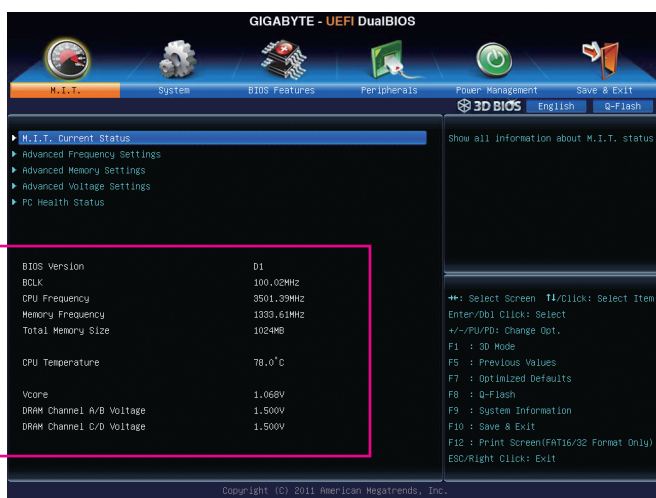 GIGABYTE - UEFI DualBIOS
M.I.T.
System
BIOS Features
Peripherals
Power Management
Save & Exit
3D BIOS
English
Q-Flash
M.I.T. Current Status
Advanced Frequency Settings
Advanced Memory Settings
Advanced Voltage Settings
PC Health Status
Show all information about M.I.T. status
BIOS Version D1
BCLK 100.02MHz
CPU Frequency 3501.39MHz
Memory Frequency 1333.61MHz
Total Memory Size 1024MB
CPU Temperature 78.0°C
Vcore 1.068V
DRAM Channel A/B Voltage 1.500V
DRAM Channel C/D Voltage 1.500V
→←: Select Screen ↑↓/Click: Select Item
Enter/Dbl Click: Select
+/-/PU/PD: Change Opt.
F1 : 3D Mode
F5 : Previous Values
F7 : Optimized Defaults
F8 : Q-Flash
F9 : System Information
F10 : Save & Exit
F12 : Print Screen(FAT16/32 Format Only)
ESC/Right Click: Exit
Copyright (C) 2011 American Megatrends, Inc.